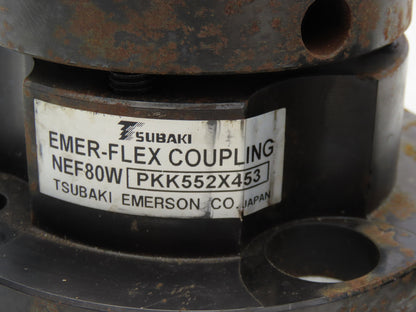 TSUBAKI
EMER-FLEX COUPLING
NEF80W PKK552X453
TSUBAKI EMERSON CO. JAPAN